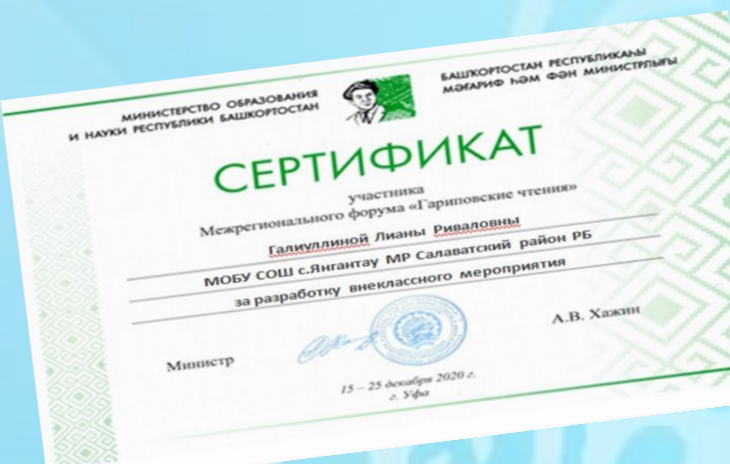 МИНИСТЕРСТВО ОБРАЗОВАНИЯ
И НАУКИ РЕСПУБЛИКИ БАШКОРТОСТАН
БАШҠОРТОСТАН РЕСПУБЛИКАҺЫ
МӘҒАРИФ ҺӘМ ФӘН МИНИСТРЛЫҒЫ
СЕРТИФИКАТ
участника
Межрегионального форума «Гариповские чтения»
Галиуллиной Лианы Риваловны
МОБУ СОШ с.Янгантау МР Салаватский район РБ
за разработку внеклассного мероприятия
Министр
А.В. Хажин
15 – 25 декабря 2020 г.
г. Уфа